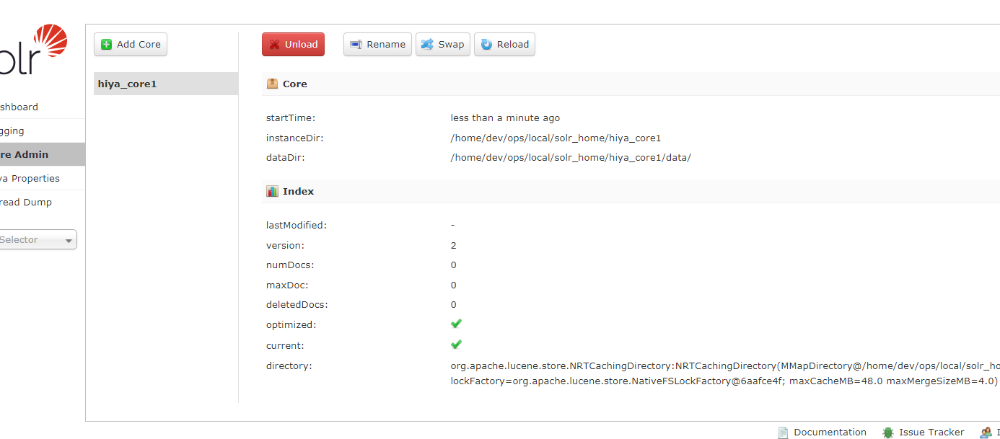 olr
Add Core
Unload
Rename
Swap
Reload
hiya_core1
Core
shboard
startTime: less than a minute ago
gging
instanceDir: /home/dev/ops/local/solr_home/hiya_core1
re Admin
dataDir: /home/dev/ops/local/solr_home/hiya_core1/data/
va Properties
Index
read Dump
lastModified: -
Selector
version: 2
numDocs: 0
maxDoc: 0
deletedDocs: 0
optimized:
current:
directory: org.apache.lucene.store.NRTCachingDirectory:NRTCachingDirectory(MMapDirectory@/home/dev/ops/local/solr_ho
lockFactory=org.apache.lucene.store.NativeFSLockFactory@6aafce4f; maxCacheMB=48.0 maxMergeSizeMB=4.0)
Documentation
Issue Tracker